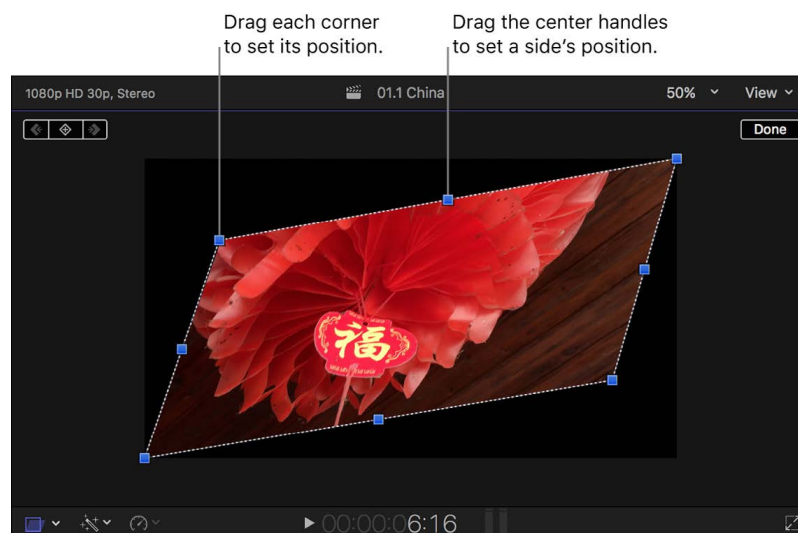 Drag each corner
to set its position.
Drag the center handles
to set a side's position.
1080p HD 30p, Stereo
01.1 China
50%
View
Done
福
00:00:06:16